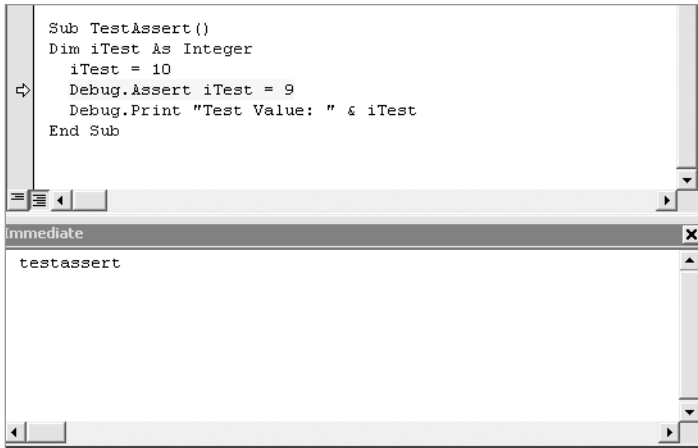 Sub TestAssert()
Dim iTest As Integer
iTest = 10
Debug.Assert iTest = 9
Debug.Print "Test Value: " & iTest
End Sub
Immediate
testassert